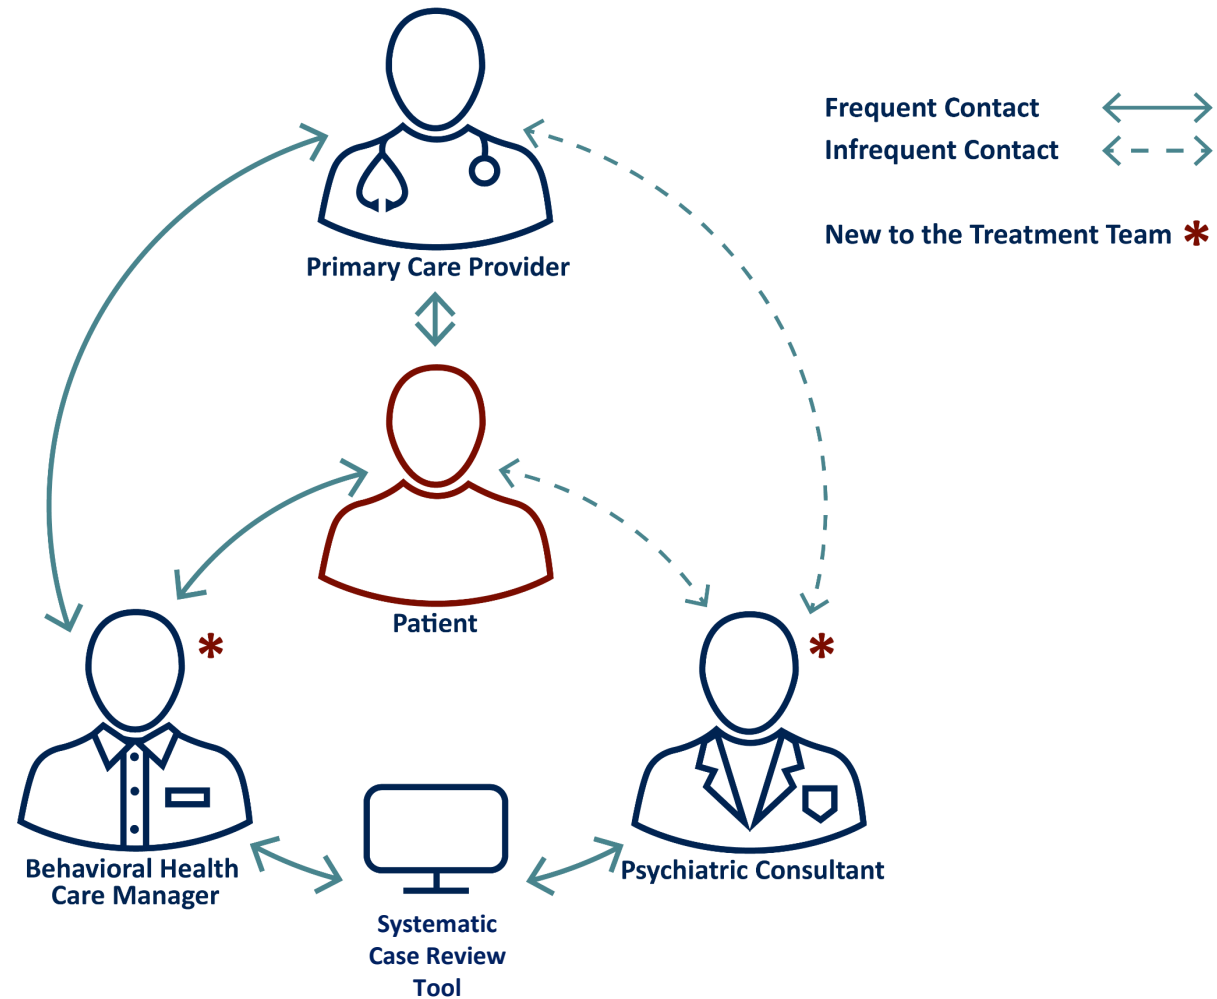 Frequent Contact
Infrequent Contact
New to the Treatment Team *
Primary Care Provider
Patient
*
*
Behavioral Health
Care Manager
Psychiatric Consultant
Systematic
Case Review
Tool